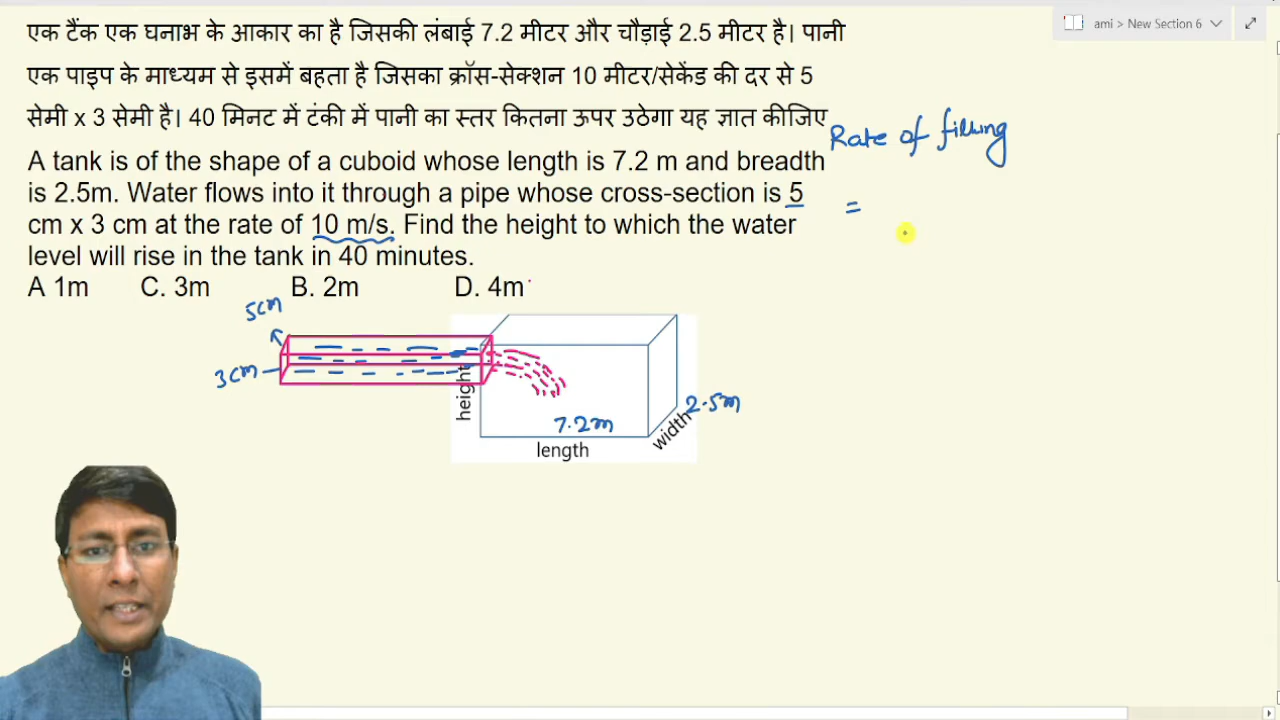 एक टैंक एक घनाभ के आकार का है जिसकी लंबाई 7.2 मीटर और चौड़ाई 2.5 मीटर है। पानी
ami > New Section 6
एक पाइप के माध्यम से इसमें बहता है जिसका क्रॉस-सेक्शन 10 मीटर/सेकेंड की दर से 5
सेमी x 3 सेमी है। 40 मिनट में टंकी में पानी का स्तर कितना ऊपर उठेगा यह ज्ञात कीजिए
Rate of filling
A tank is of the shape of a cuboid whose length is 7.2 m and breadth
is 2.5m. Water flows into it through a pipe whose cross-section is 5
=
cm x 3 cm at the rate of 10 m/s. Find the height to which the water
level will rise in the tank in 40 minutes.
A 1m C. 3m B. 2m D. 4m
5cm
3cm
height
7.2m
2.5m
width
length